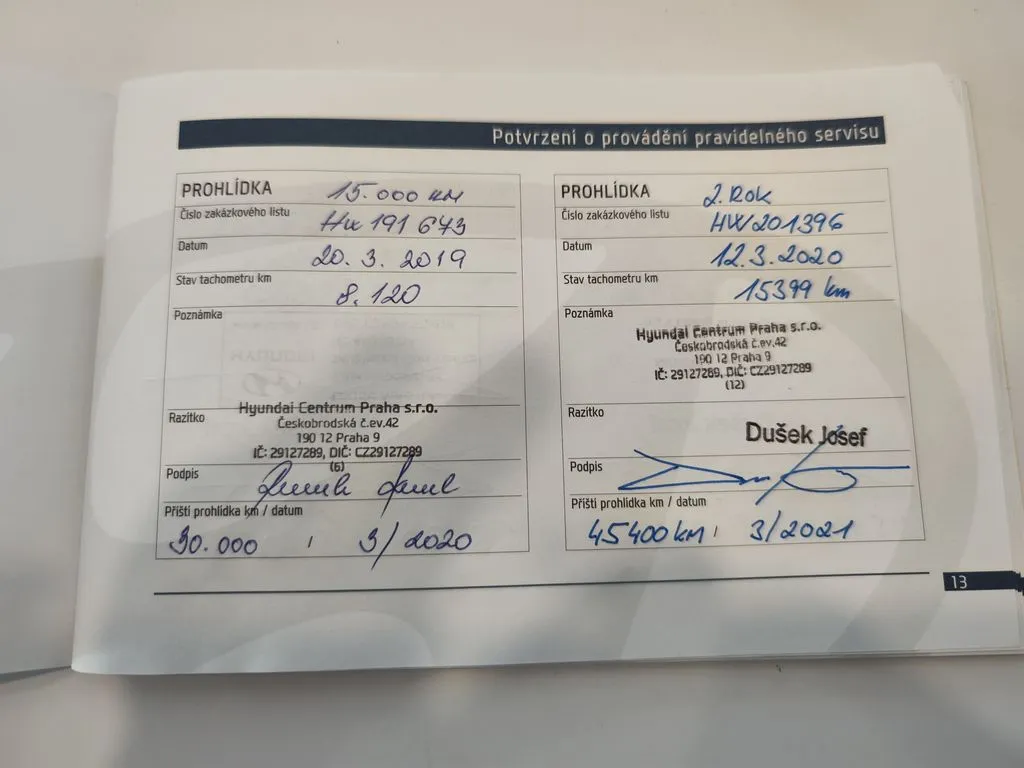 Potvrzení o provádění pravidelného servisu
PROHLÍDKA 15.000 KM
Číslo zakázkového listu HW 191 673
Datum 20. 3. 2019
Stav tachometru km 8.120
Poznámka
Razítko
Hyundai Centrum Praha s.r.o.
Českobrodská č.ev.42
190 12 Praha 9
IČ: 29127289, DIČ: CZ29127289
(6)
Podpis
Příští prohlídka km / datum
30.000 / 3/2020
PROHLÍDKA 2. Rok
Číslo zakázkového listu HW201396
Datum 12.3.2020
Stav tachometru km 15399 km
Poznámka
Hyundai Centrum Praha s.r.o.
Českobrodská č.ev.42
190 12 Praha 9
IČ: 29127289, DIČ: CZ29127289
(12)
Razítko
Dušek Josef
Podpis
Příští prohlídka km / datum
45400 KM / 3/2021
13